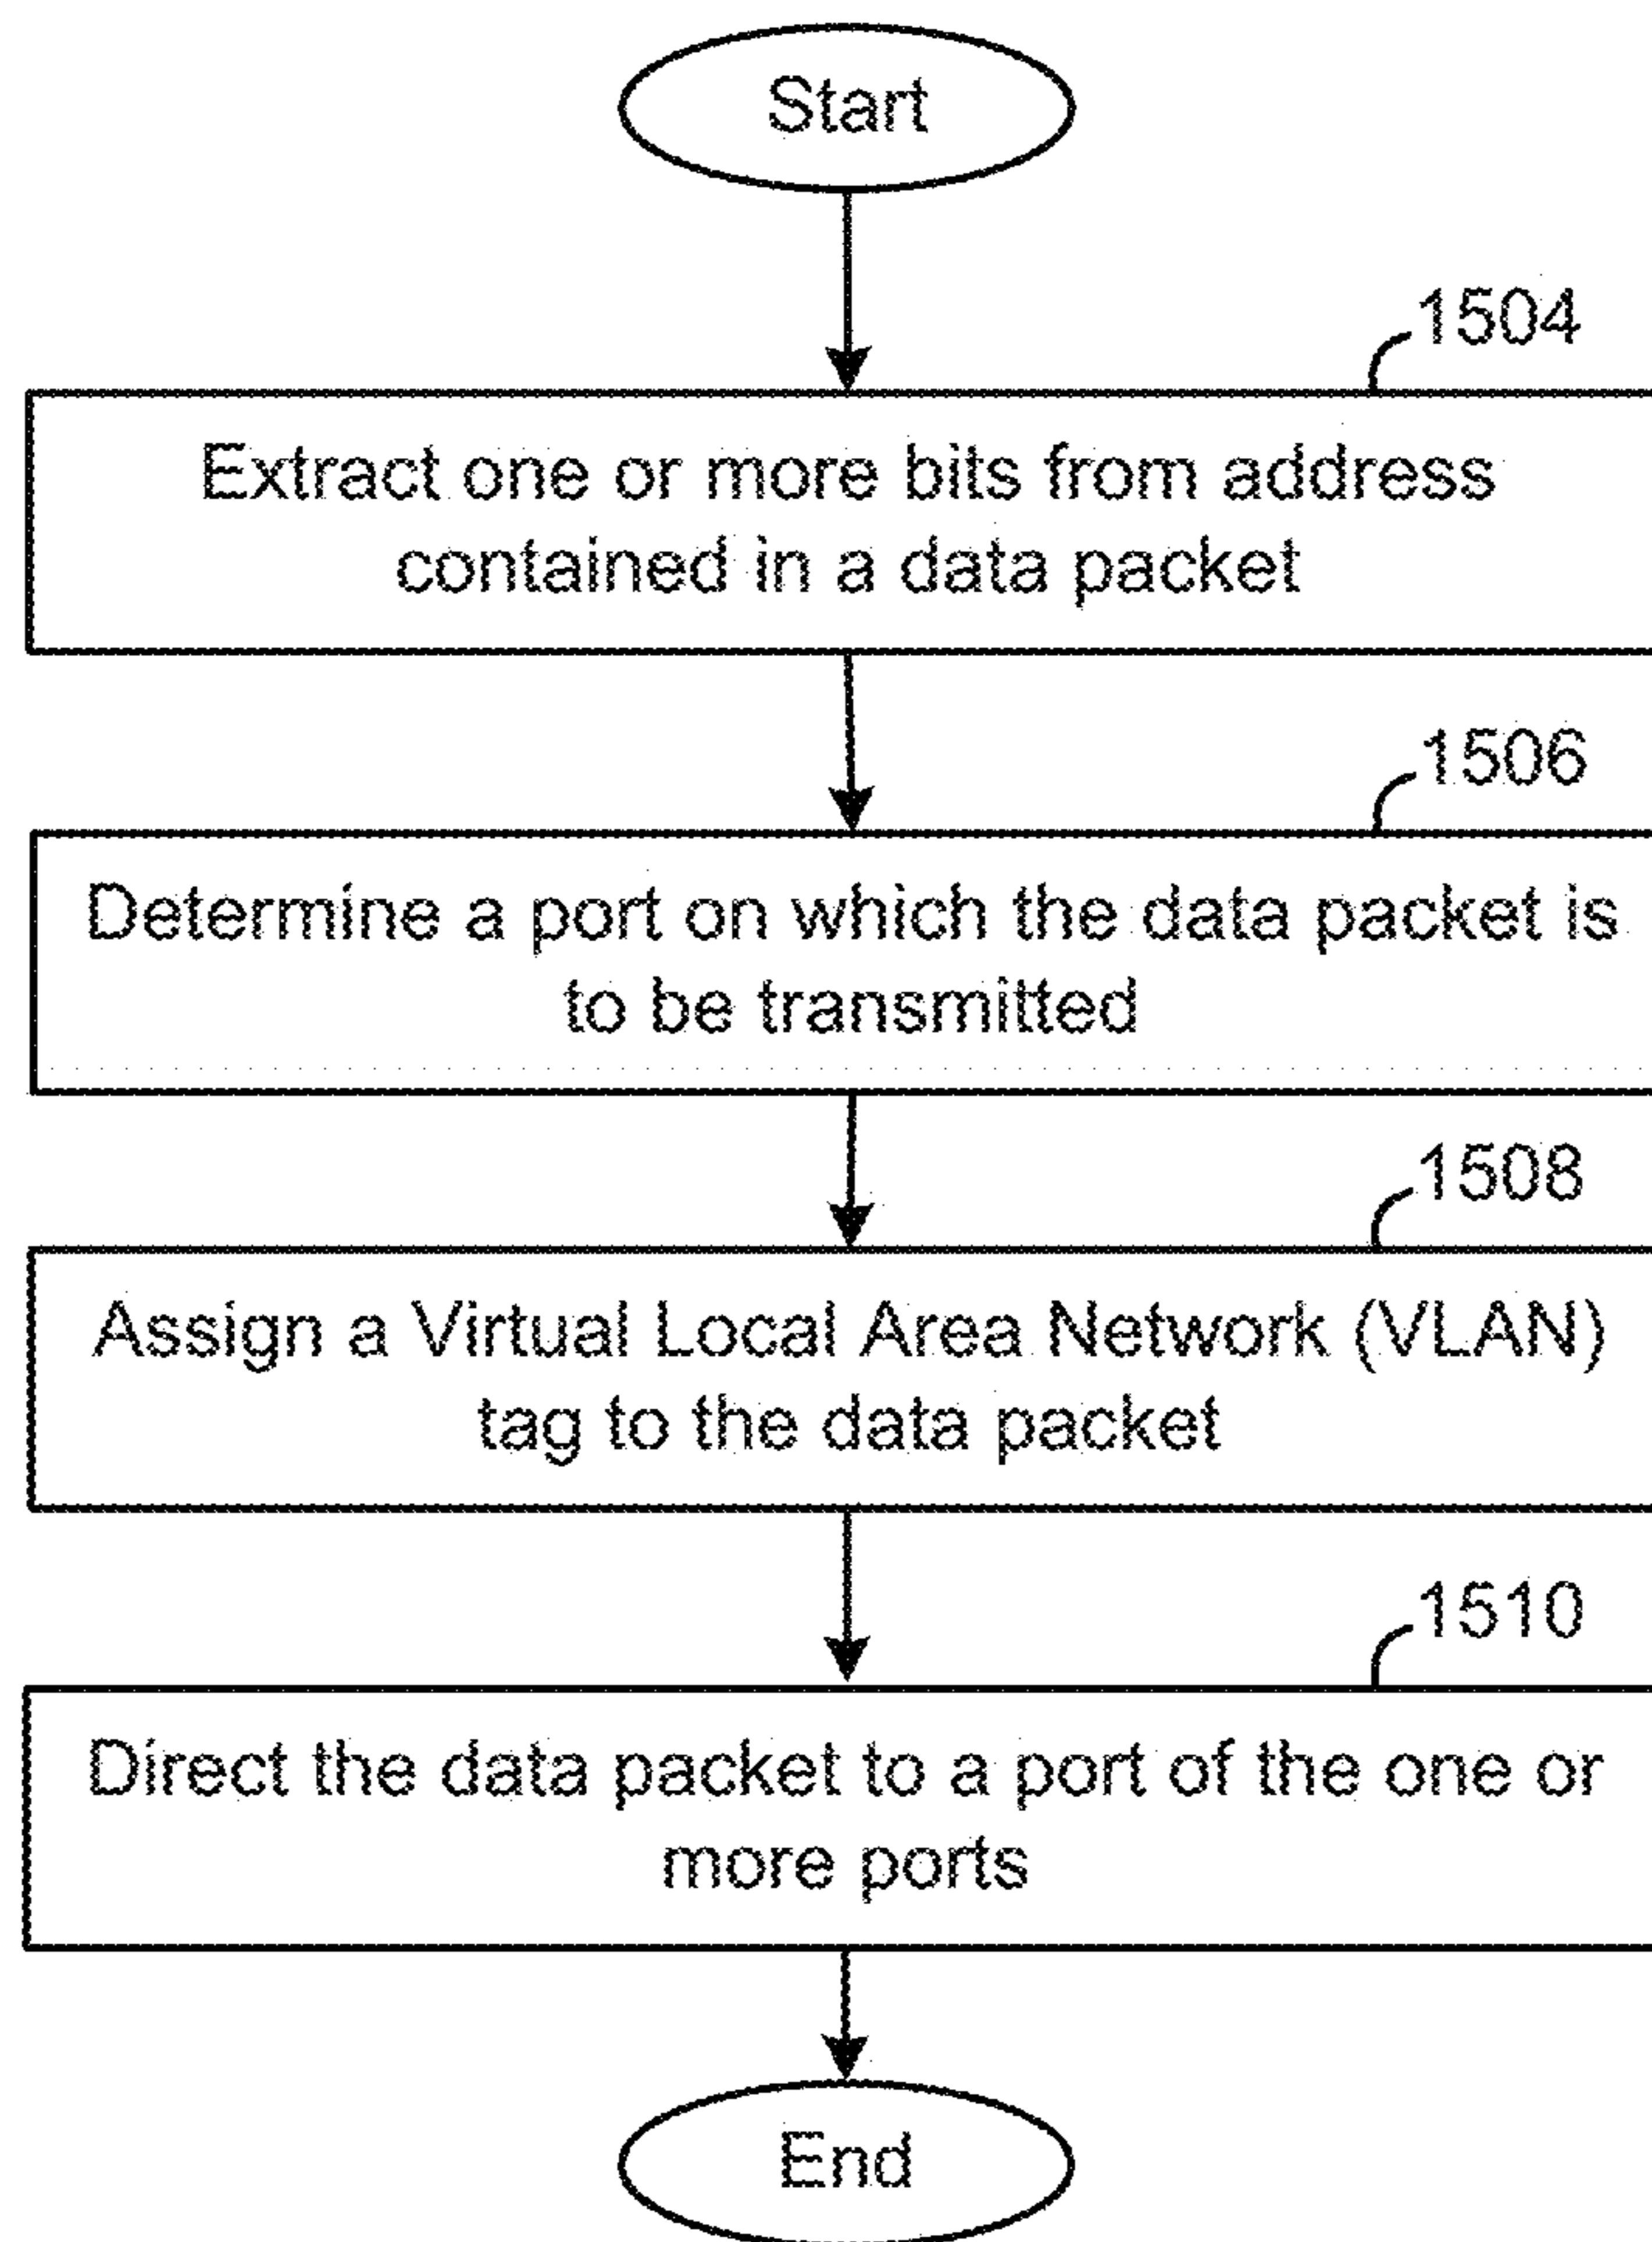 Start
1504
Extract one or more bits from address
contained in a data packet
1506
Determine a port on which the data packet is
to be transmitted
1508
Assign a Virtual Local Area Network (VLAN)
tag to the data packet
1510
Direct the data packet to a port of the one or
more ports
End